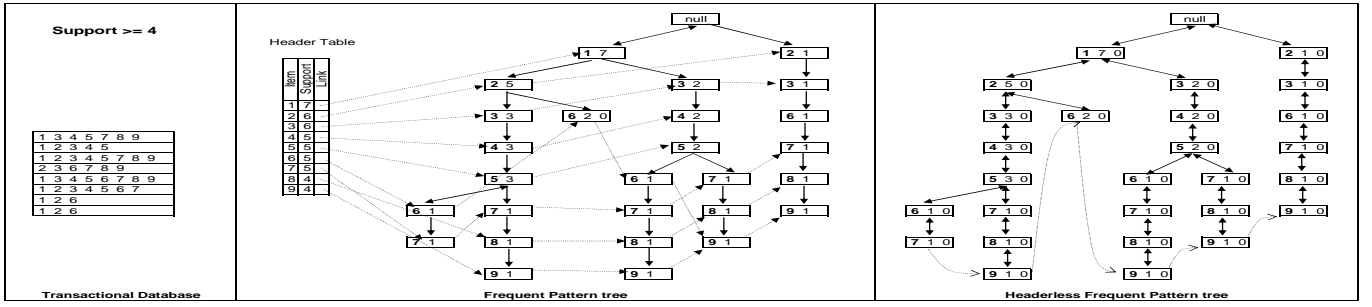 Support >= 4
1 3 4 5 7 8 9
1 2 3 4 5
1 2 3 4 5 7 8 9
2 3 6 7 8 9
1 3 4 5 6 7 8 9
1 2 3 4 5 6 7
1 2 6
1 2 6
Transactional Database
Header Table
Item Support Link
1 7
2 6
3 6
4 5
5 5
6 5
7 5
8 4
9 4
null
1 7
2 1
2 5
3 2
3 1
3 3
6 2 0
4 2
6 1
4 3
5 2
7 1
5 3
6 1
7 1
8 1
6 1
7 1
7 1
8 1
9 1
7 1
8 1
8 1
9 1
9 1
9 1
Frequent Pattern tree
null
1 7 0
2 1 0
2 5 0
3 2 0
3 1 0
3 3 0
6 2 0
4 2 0
6 1 0
4 3 0
5 2 0
7 1 0
5 3 0
6 1 0
7 1 0
8 1 0
6 1 0
7 1 0
7 1 0
8 1 0
9 1 0
7 1 0
8 1 0
8 1 0
9 1 0
9 1 0
9 1 0
Headerless Frequent Pattern tree